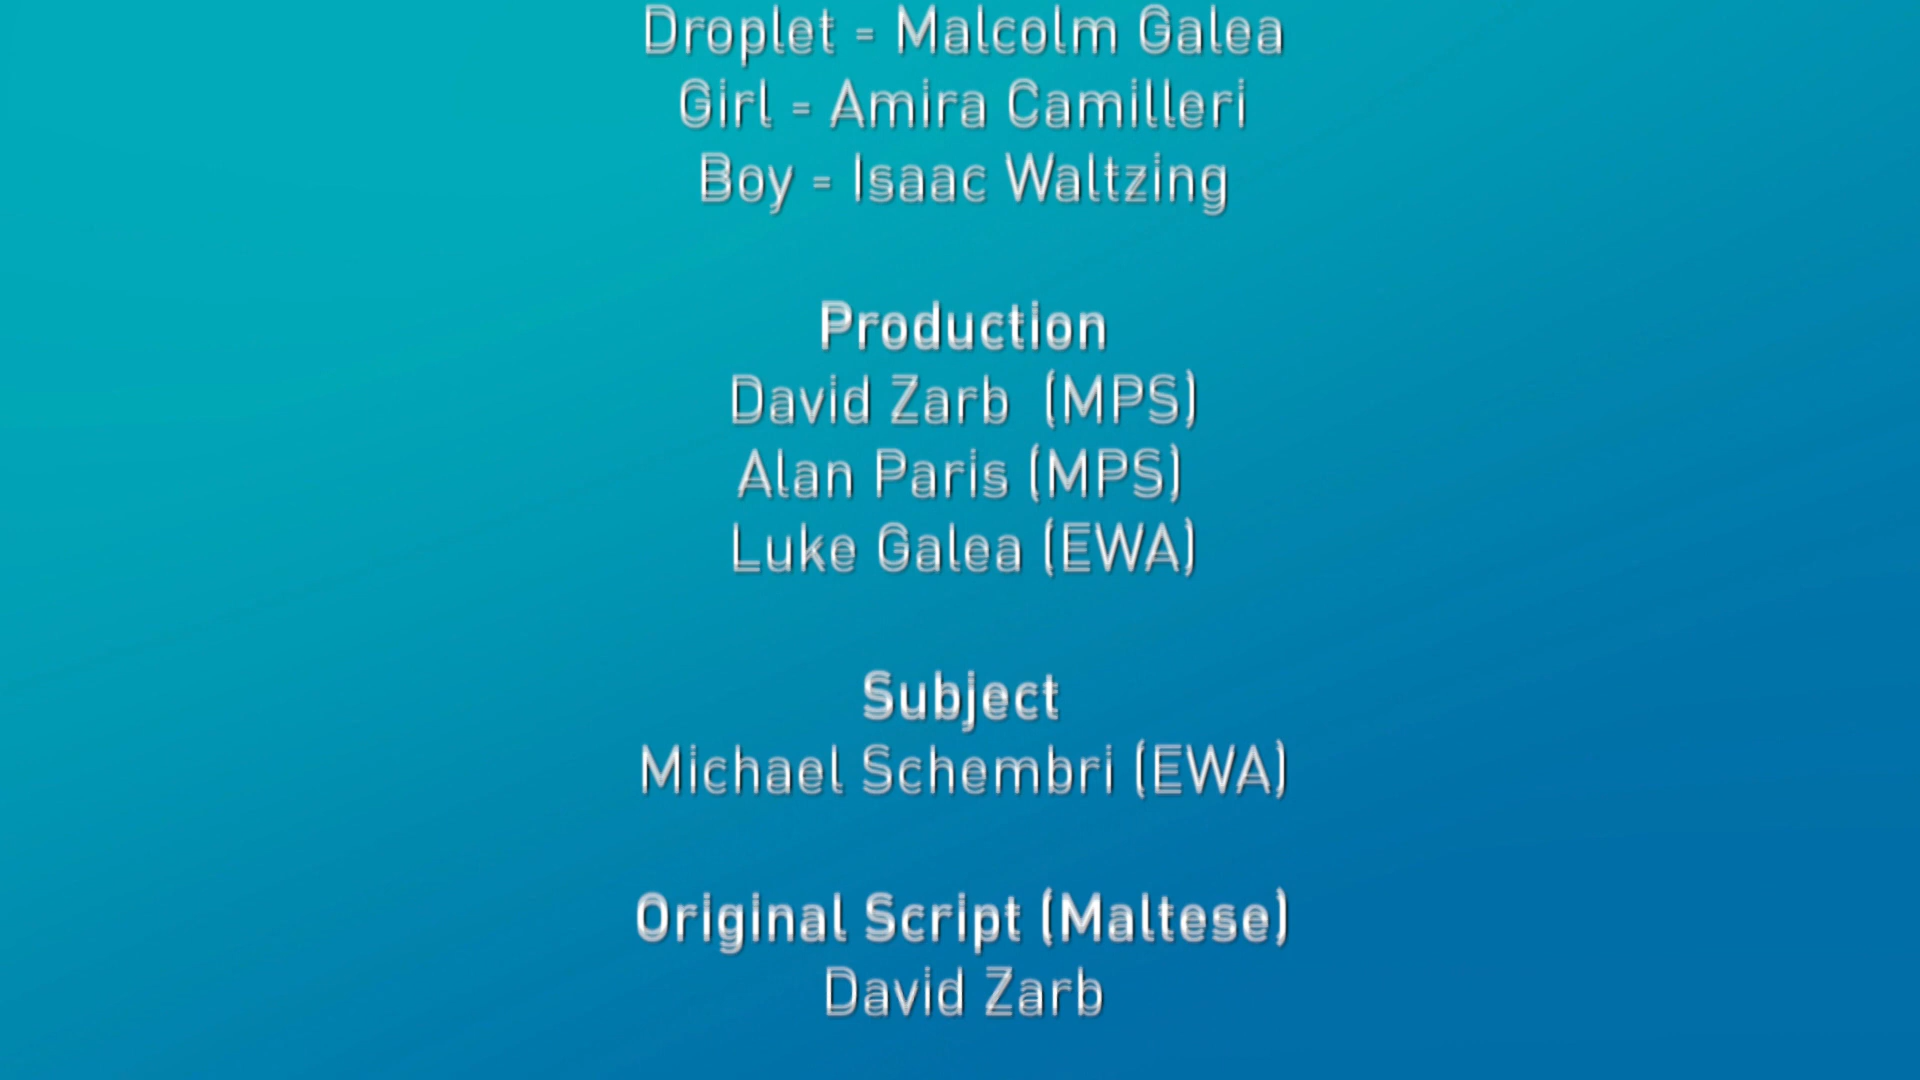 Droplet - Malcolm Galea
Girl - Amira Camilleri
Boy - Isaac Waltzing
Production
David Zarb (MPS)
Alan Paris (MPS)
Luke Galea (EWA)
Subject
Michael Schembri (EWA)
Original Script (Maltese)
David Zarb